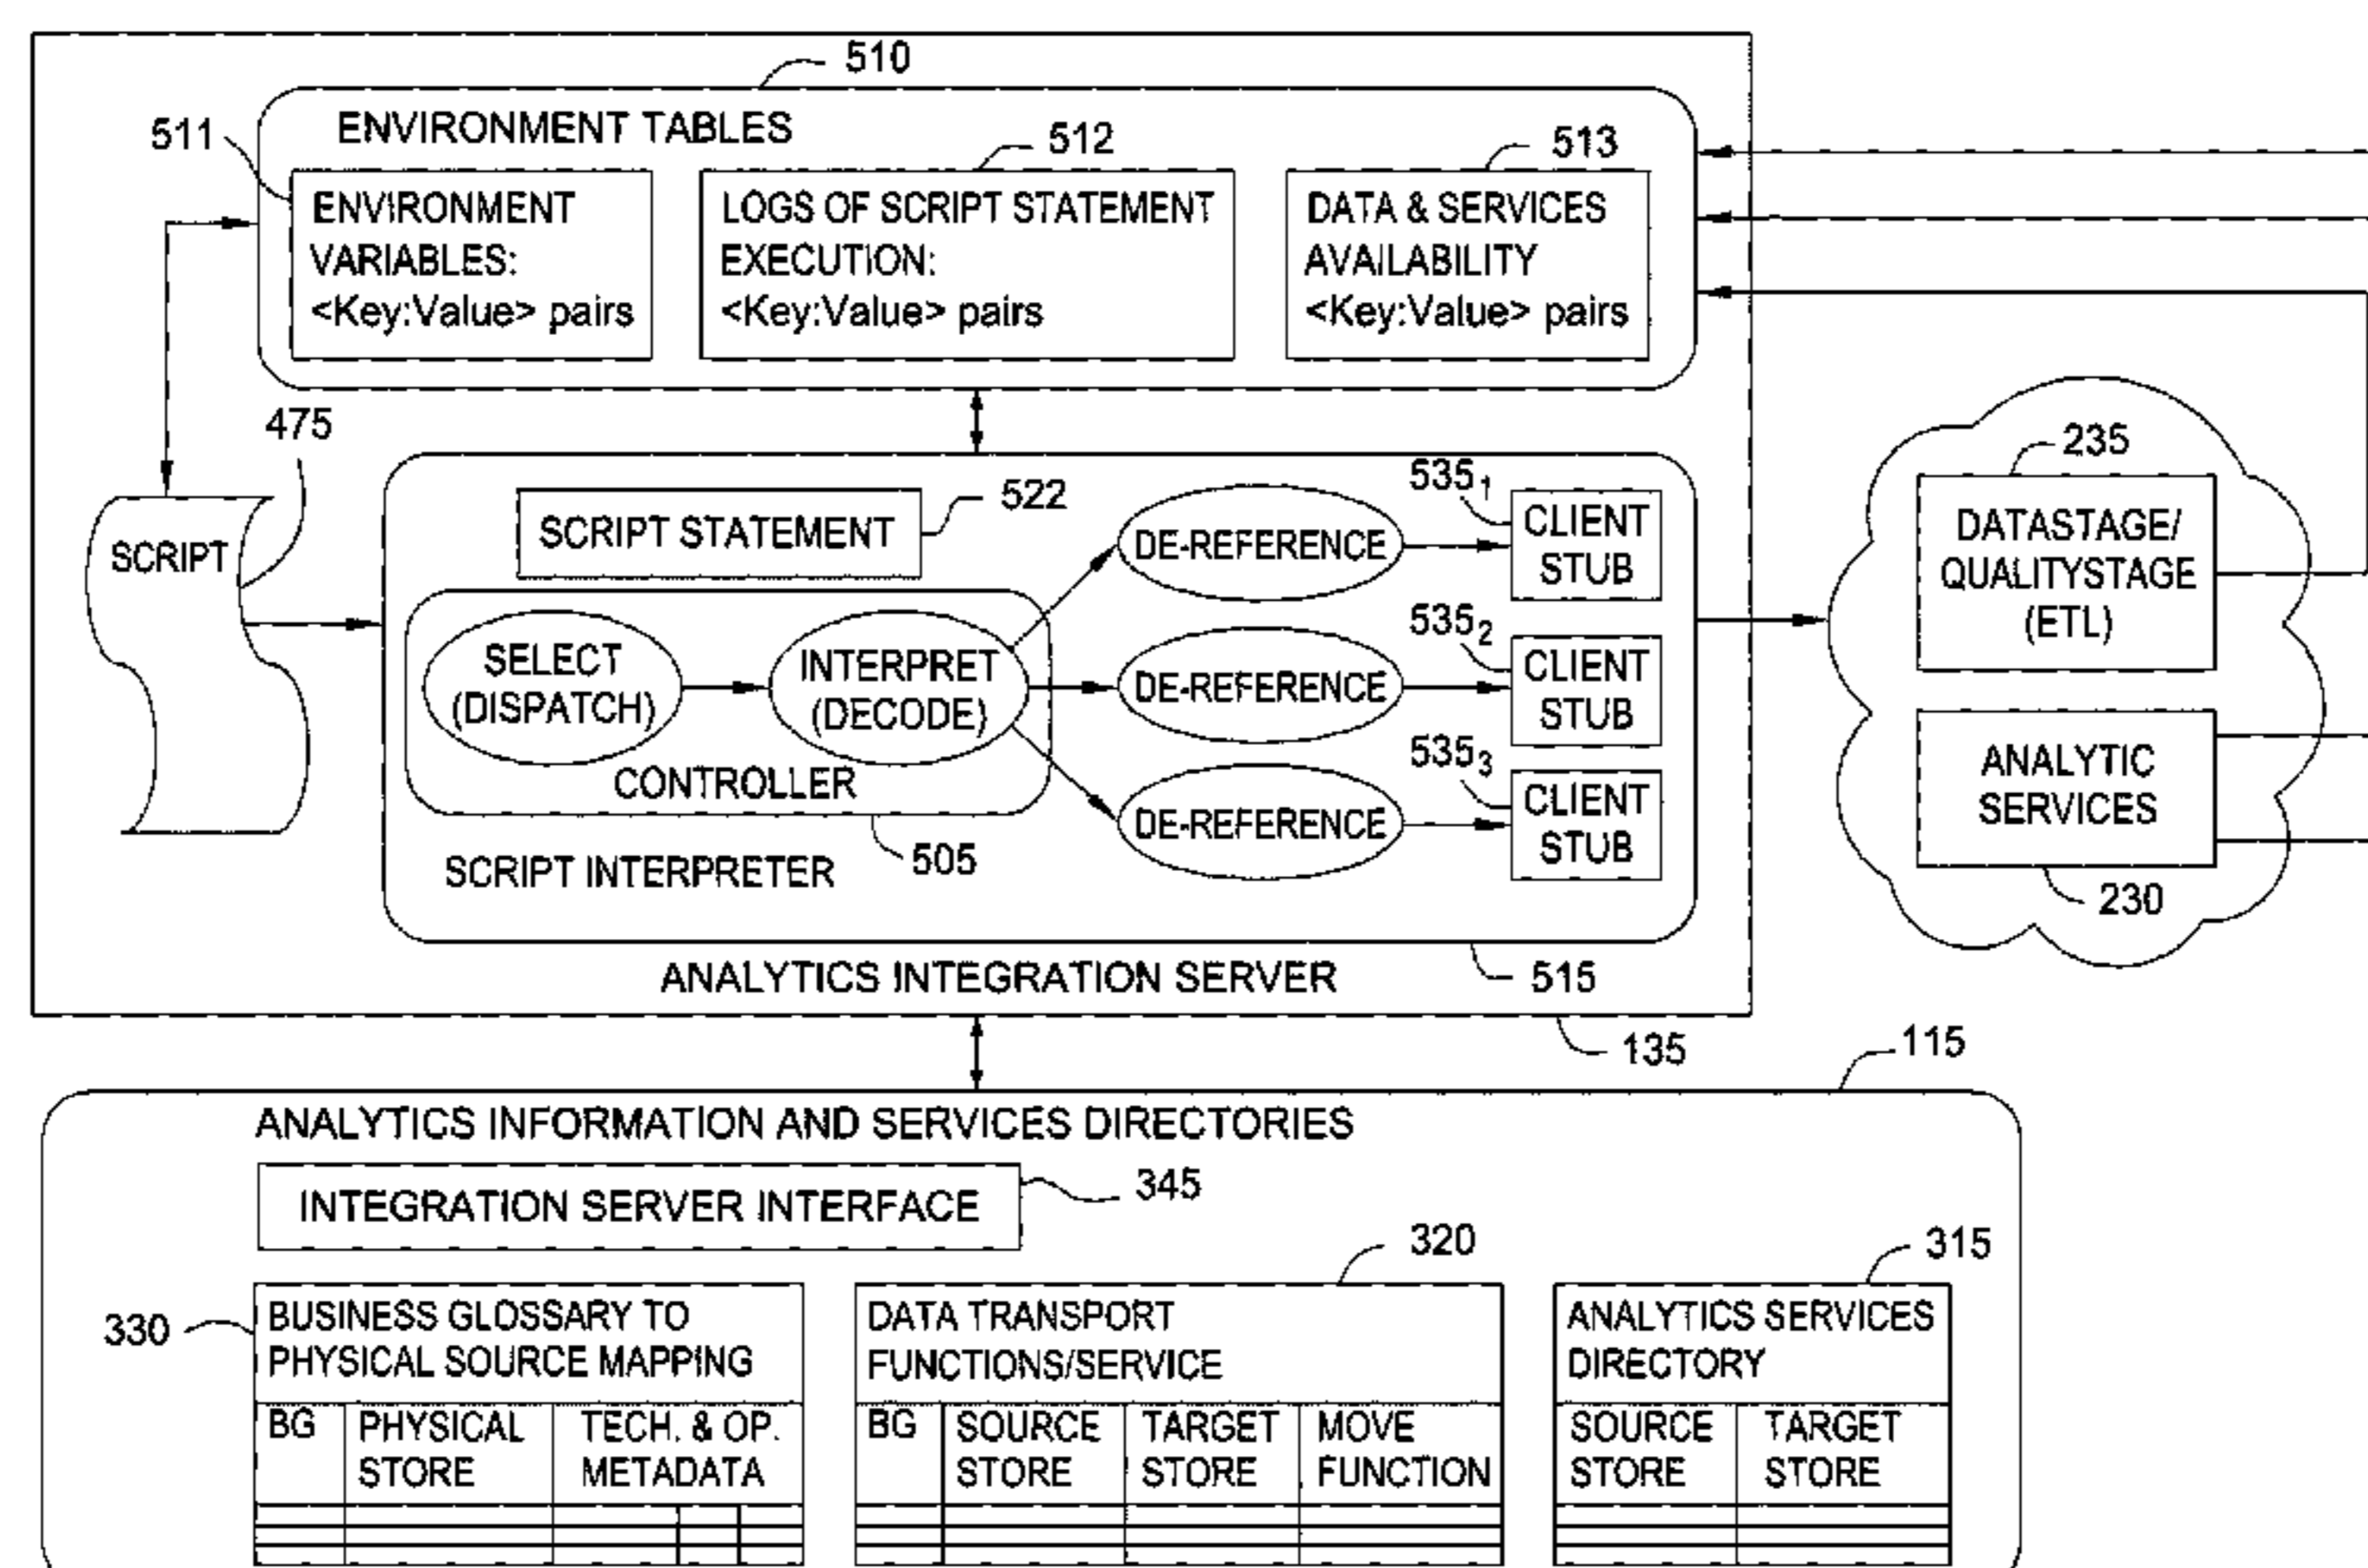 510
ENVIRONMENT TABLES
511
512
513
ENVIRONMENT
VARIABLES:
<Key:Value> pairs
LOGS OF SCRIPT STATEMENT
EXECUTION:
<Key:Value> pairs
DATA & SERVICES
AVAILABILITY
<Key:Value> pairs
475
SCRIPT
SCRIPT STATEMENT
522
SELECT
(DISPATCH)
INTERPRET
(DECODE)
CONTROLLER
505
SCRIPT INTERPRETER
DE-REFERENCE
DE-REFERENCE
DE-REFERENCE
535₁
CLIENT
STUB
535₂
CLIENT
STUB
535₃
CLIENT
STUB
515
ANALYTICS INTEGRATION SERVER
135
235
DATASTAGE/
QUALITYSTAGE
(ETL)
ANALYTIC
SERVICES
230
115
ANALYTICS INFORMATION AND SERVICES DIRECTORIES
INTEGRATION SERVER INTERFACE
345
330
BUSINESS GLOSSARY TO
PHYSICAL SOURCE MAPPING
BG
PHYSICAL
STORE
TECH. & OP.
METADATA
320
DATA TRANSPORT
FUNCTIONS/SERVICE
BG
SOURCE
STORE
TARGET
STORE
MOVE
FUNCTION
315
ANALYTICS SERVICES
DIRECTORY
SOURCE
STORE
TARGET
STORE